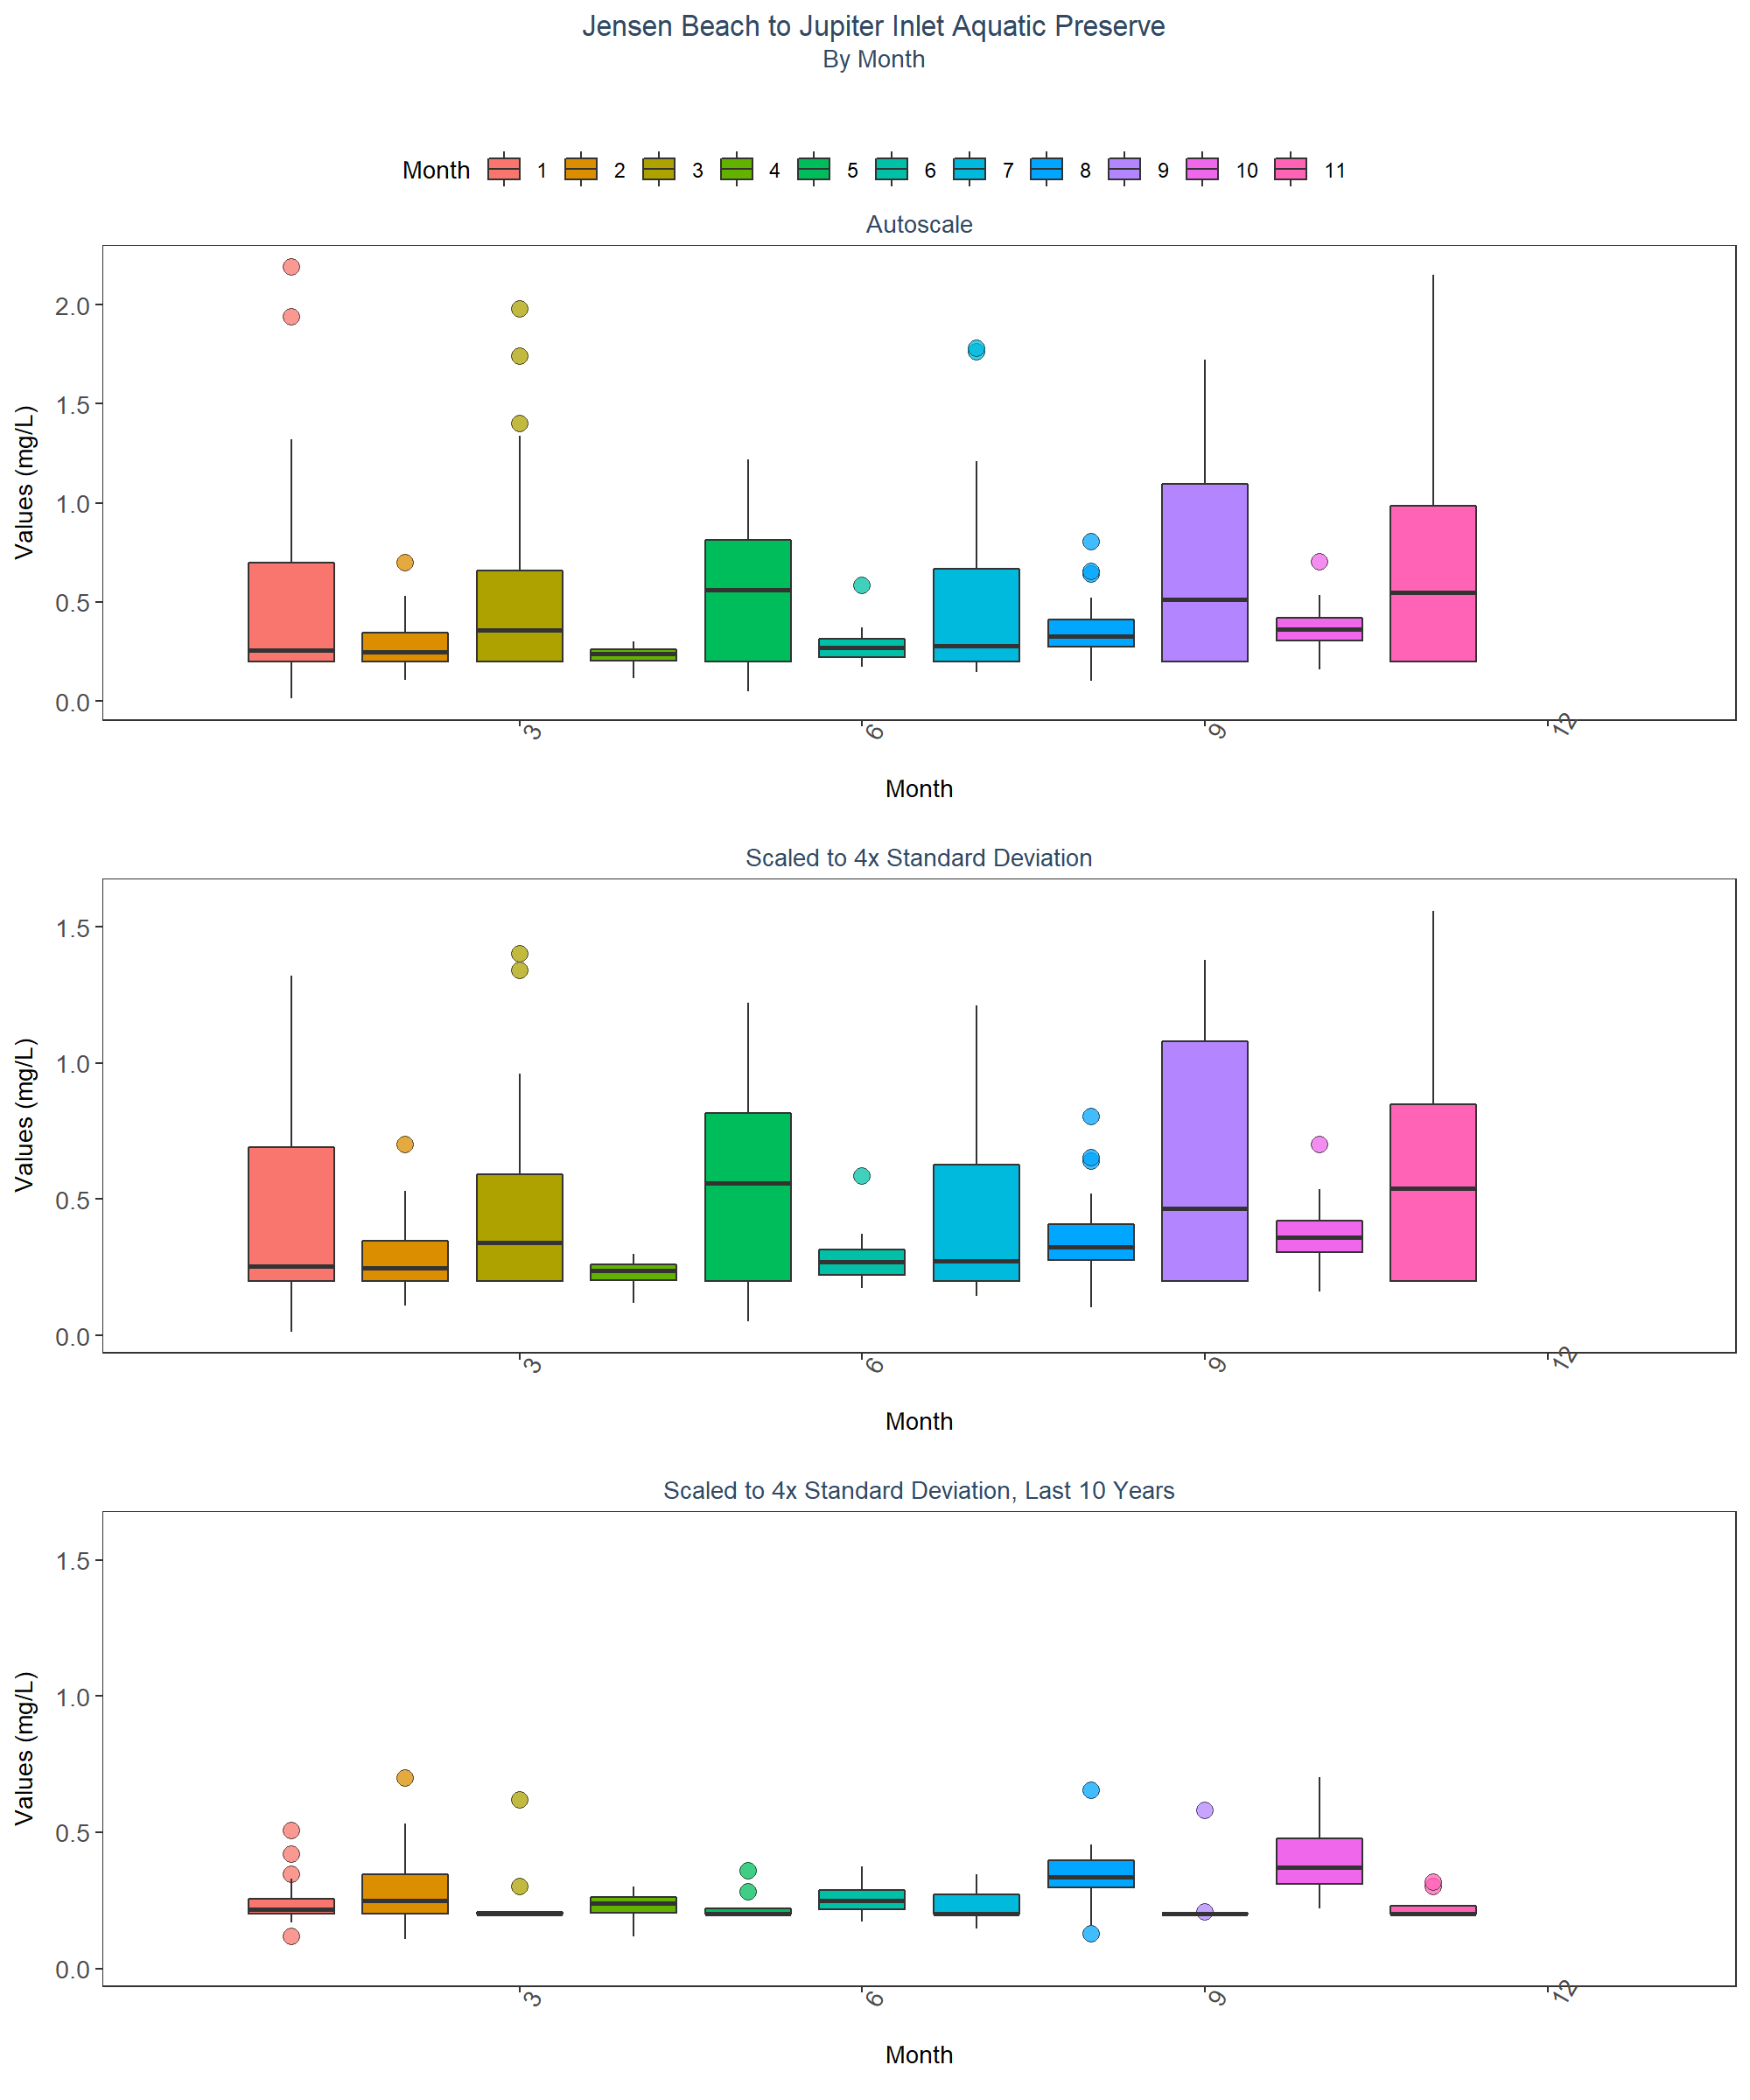 Jensen Beach to Jupiter Inlet Aquatic Preserve
By Month
Month 1 2 3 4 5 6 7 8 9 10 11
Autoscale
Values (mg/L)
2.0
1.5
1.0
0.5
0.0
3 6 9 12
Month
Scaled to 4x Standard Deviation
Values (mg/L)
1.5
1.0
0.5
0.0
3 6 9 12
Month
Scaled to 4x Standard Deviation, Last 10 Years
Values (mg/L)
1.5
1.0
0.5
0.0
3 6 9 12
Month